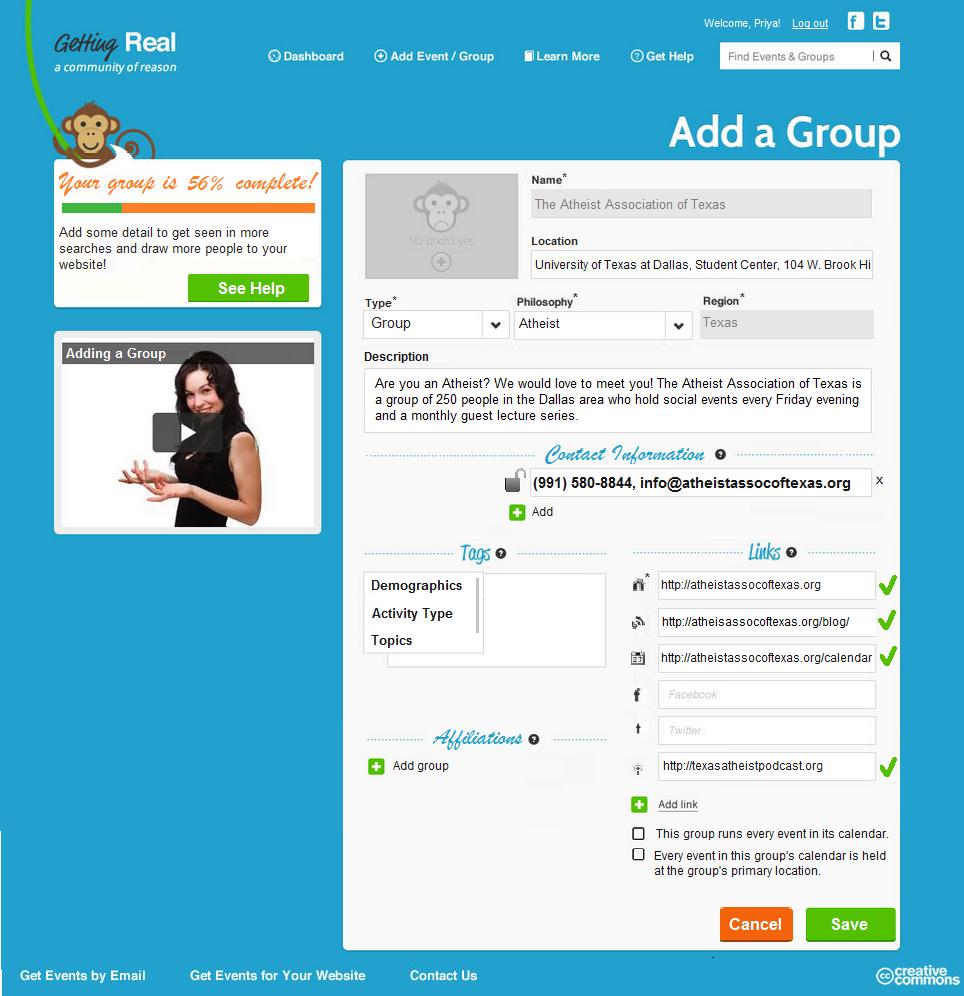 Welcome, Priya! Log out
Getting Real
a community of reason
Dashboard
Add Event / Group
Learn More
Get Help
Find Events & Groups
Add a Group
Your group is 56% complete!
Add some detail to get seen in more
searches and draw more people to your
website!
See Help
Adding a Group
No photo yet
Name*
The Atheist Association of Texas
Location
University of Texas at Dallas, Student Center, 104 W. Brook Hi
Type*
Group
Philosophy*
Atheist
Region*
Texas
Description
Are you an Atheist? We would love to meet you! The Atheist Association of Texas is
a group of 250 people in the Dallas area who hold social events every Friday evening
and a monthly guest lecture series.
Contact Information ?
(991) 580-8844, info@atheistassocoftexas.org x
Add
Tags ?
Demographics
Activity Type
Topics
Affiliations ?
Add group
Links ?
* http://atheistassocoftexas.org
http://atheisassocoftexas.org/blog/
http://atheistassocoftexas.org/calendar
Facebook
Twitter
http://texasatheistpodcast.org
Add link
This group runs every event in its calendar.
Every event in this group's calendar is held
at the group's primary location.
Cancel
Save
Get Events by Email
Get Events for Your Website
Contact Us
cc creative
commons